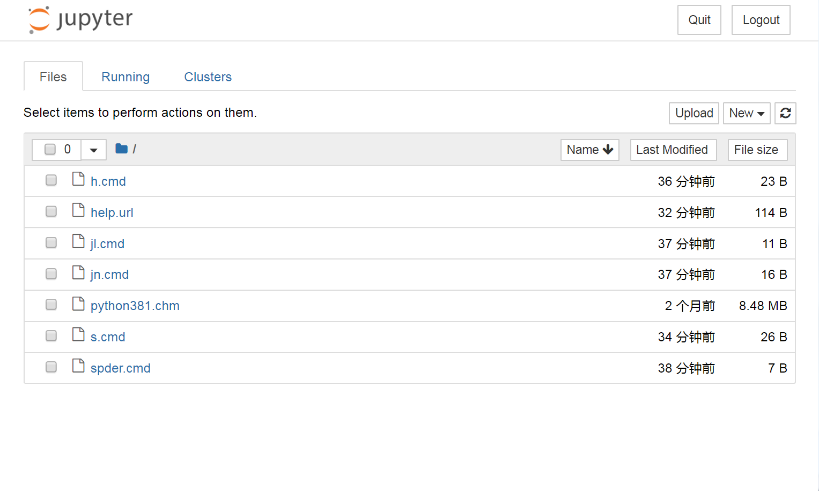 jupyter Quit Logout
Files Running Clusters
Select items to perform actions on them. Upload New
0 / Name Last Modified File size
h.cmd 36 分钟前 23 B
help.url 32 分钟前 114 B
jl.cmd 37 分钟前 11 B
jn.cmd 37 分钟前 16 B
python381.chm 2 个月前 8.48 MB
s.cmd 34 分钟前 26 B
spder.cmd 38 分钟前 7 B